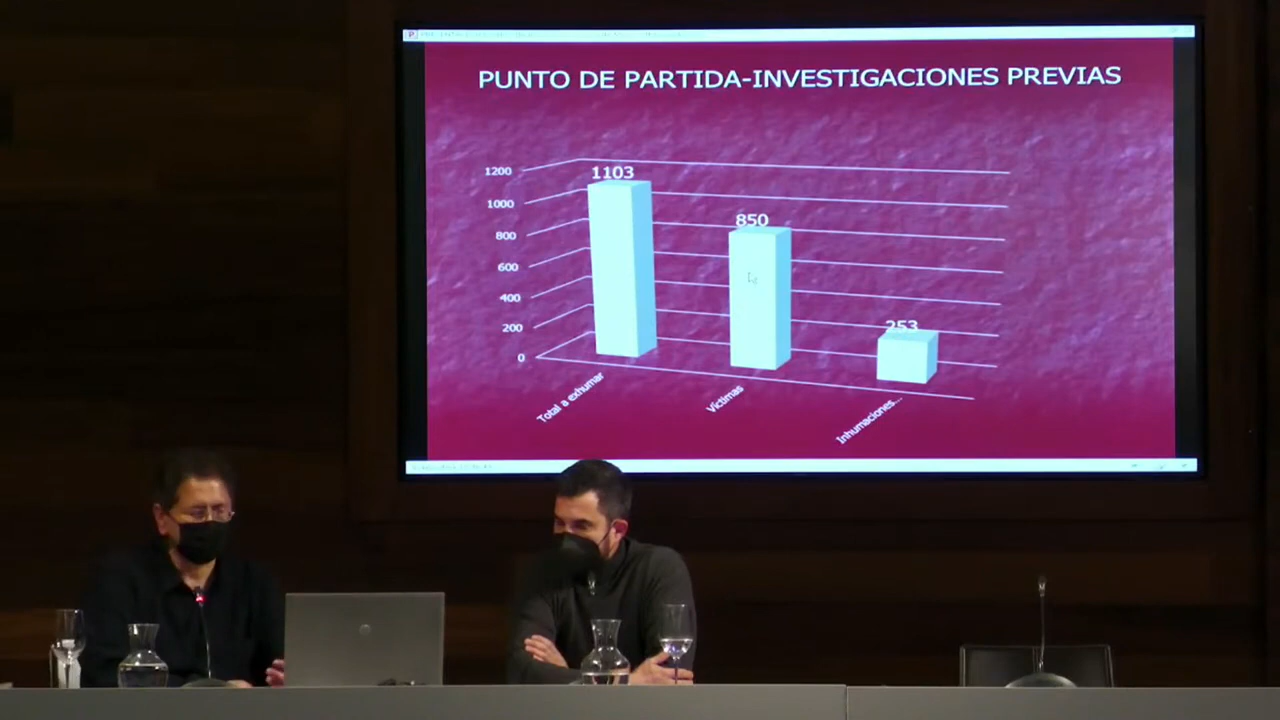 PUNTO DE PARTIDA-INVESTIGACIONES PREVIAS
1200
1000
800
600
400
200
0
1103
850
253
Total a exhumar
Víctimas
Inhumaciones...